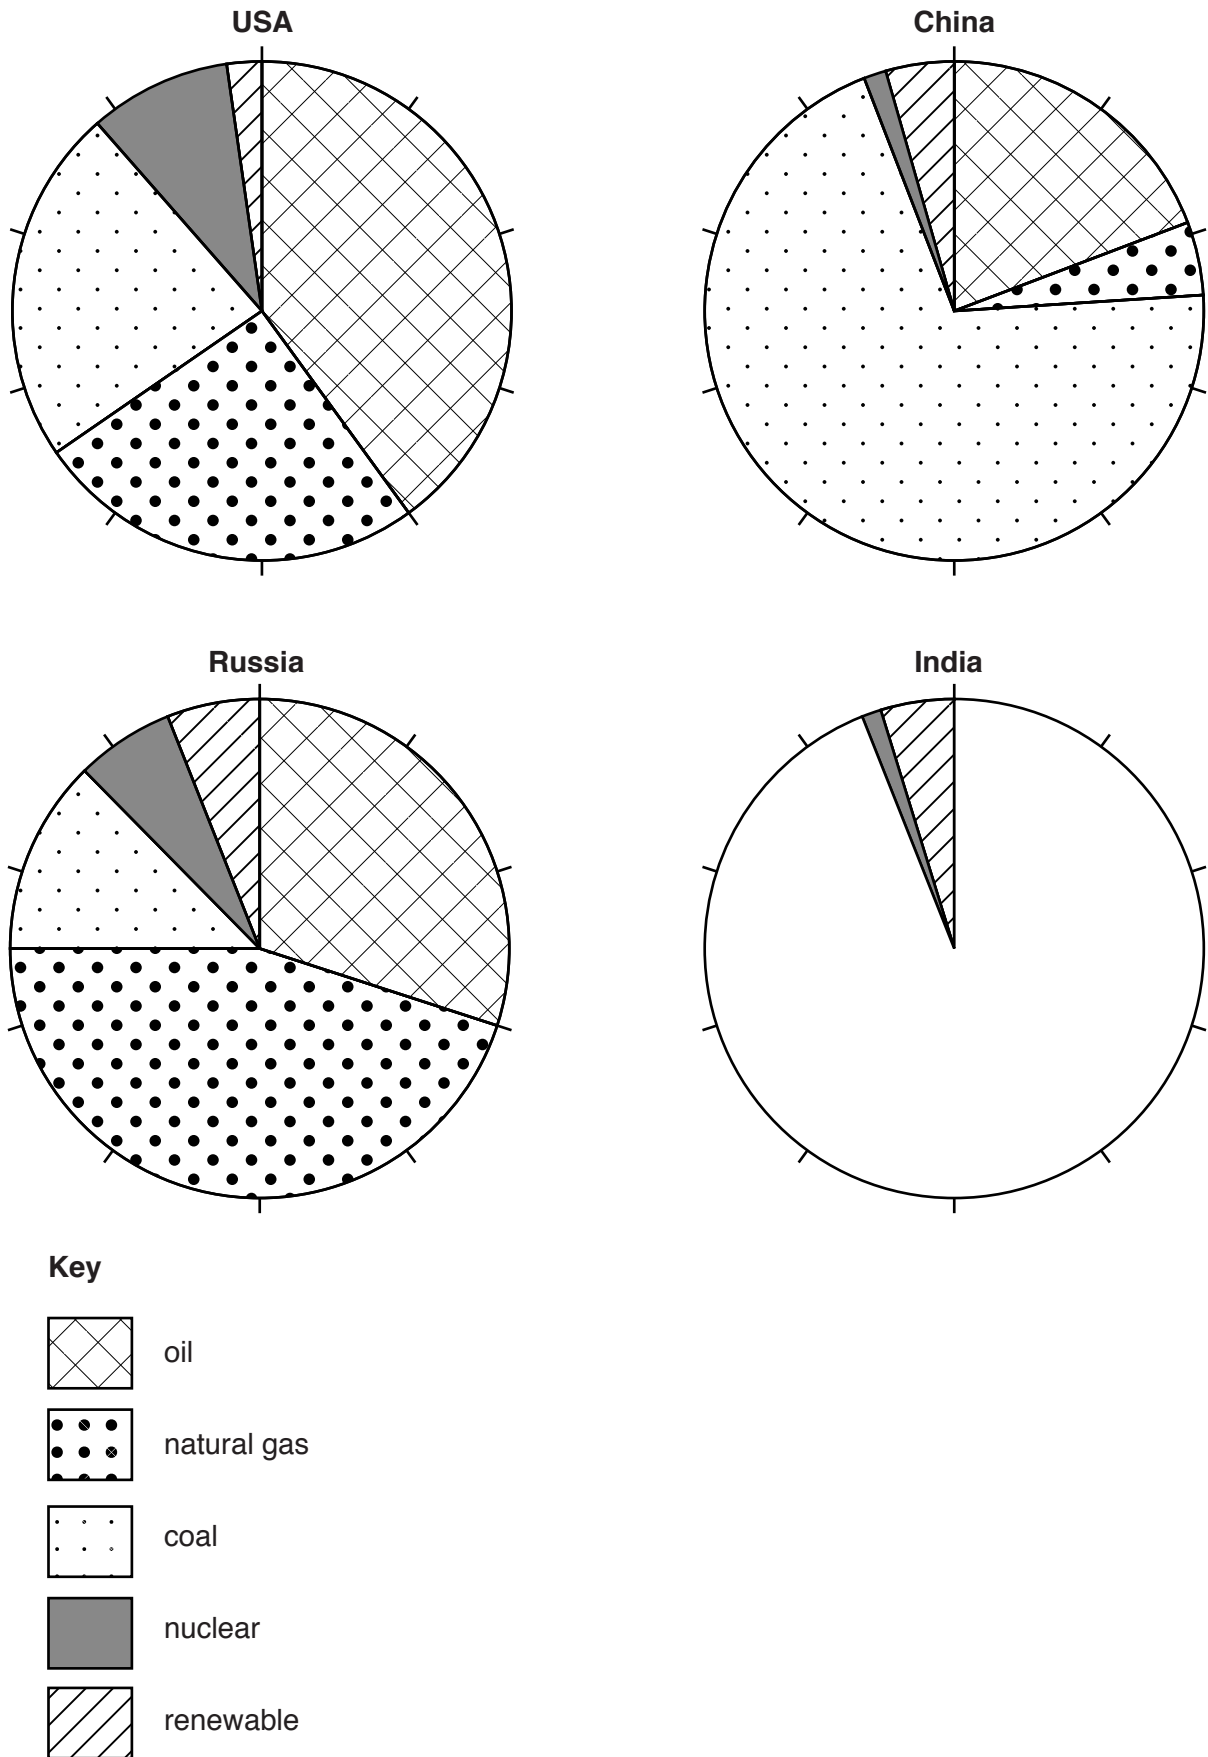 USA
China
Russia
India
Key
oil
natural gas
coal
nuclear
renewable